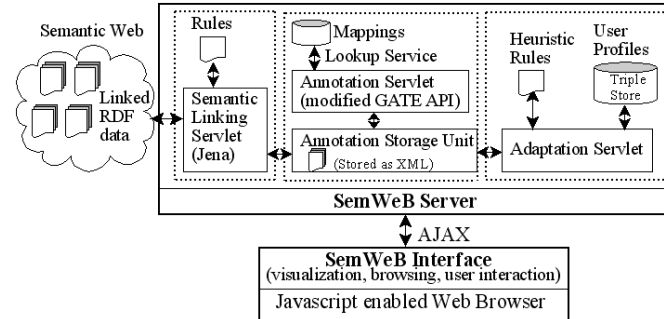 Semantic Web
Linked
RDF
data
Rules
Semantic
Linking
Servlet
(Jena)
Mappings
Lookup Service
Annotation Servlet
(modified GATE API)
Annotation Storage Unit
(Stored as XML)
Heuristic
Rules
User
Profiles
Triple
Store
Adaptation Servlet
SemWeB Server
AJAX
SemWeB Interface
(visualization, browsing, user interaction)
Javascript enabled Web Browser